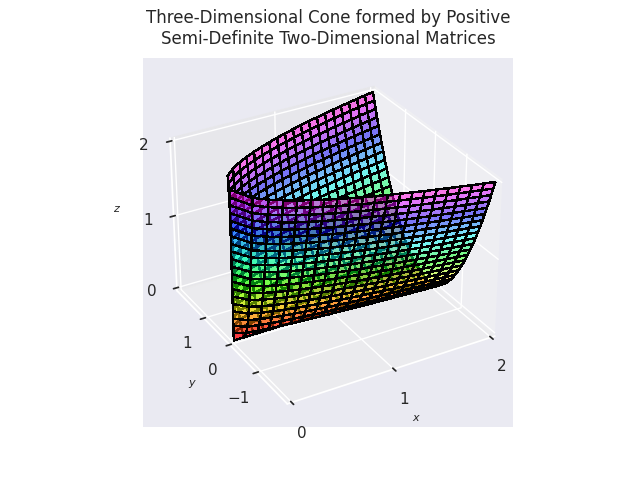 Three-Dimensional Cone formed by Positive
Semi-Definite Two-Dimensional Matrices
2
z
1
0
1
0
y
−1
2
1
x
0